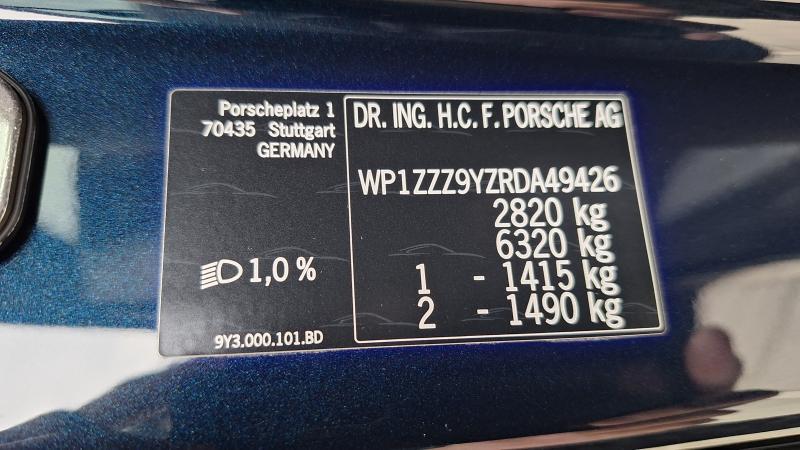 Porscheplatz 1
70435 Stuttgart
GERMANY
DR. ING. H.C. F. PORSCHE AG
WP1ZZZ9YZRDA49426
2820 kg
6320 kg
1 - 1415 kg
2 - 1490 kg
1,0 %
9Y3.000.101.BD